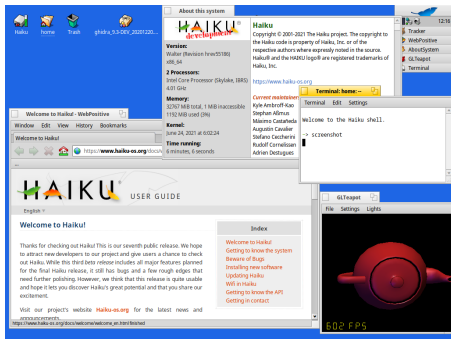 Haiku
home
Trash
ghidra_9.3-DEV_20201220...
About this system
HAIKU
development
Version:
Walter (Revision hrev55186)
x86_64
2 Processors:
Intel Core Processor (Skylake, IBRS)
4.01 GHz
Memory:
32767 MiB total, 1 MiB inaccessible
1192 MiB used (3%)
Kernel:
June 24, 2021 at 6:02:24
Time running:
6 minutes, 6 seconds
Haiku
Copyright © 2001-2021 The Haiku project. The copyright to
the Haiku code is property of Haiku, Inc. or of the
respective authors where expressly noted in the source.
Haiku® and the HAIKU logo® are registered trademarks of
Haiku, Inc.
https://www.haiku-os.org
Current maintainers:
Kyle Ambroff-Kao
Stephan Aßmus
Máximo Castañeda
Augustin Cavalier
Stefano Ceccherini
Rudolf Cornelissen
Adrien Destugues
12:16
Tracker
WebPositive
AboutSystem
GLTeapot
Terminal
Terminal: home: --
Terminal Edit Settings
Welcome to the Haiku shell.
~> screenshot
Welcome to Haiku! - WebPositive
Window Edit View History Bookmarks
Welcome to Haiku!
https://www.haiku-os.org/docs
HAIKU USER GUIDE
English
Welcome to Haiku!
Thanks for checking out Haiku! This is our seventh public release. We hope
to attract new developers to our project and give users a chance to check
out Haiku. While this third beta release includes all major features planned
for the final Haiku release, it still has bugs and a few rough edges that
need further polishing. However, we think that this release is quite usable
and hope it lets you discover Haiku's great potential and that you share our
excitement.
Visit our project's website Haiku-os.org for the latest news and
announcements.
https://www.haiku-os.org/docs/welcome/welcome_en.html finished
Index
Welcome to Haiku!
Getting to know the system
Beware of Bugs
Installing new software
Updating Haiku
Wifi in Haiku
Getting to know the API
Getting in contact
GLTeapot
File Settings Lights
602 FPS